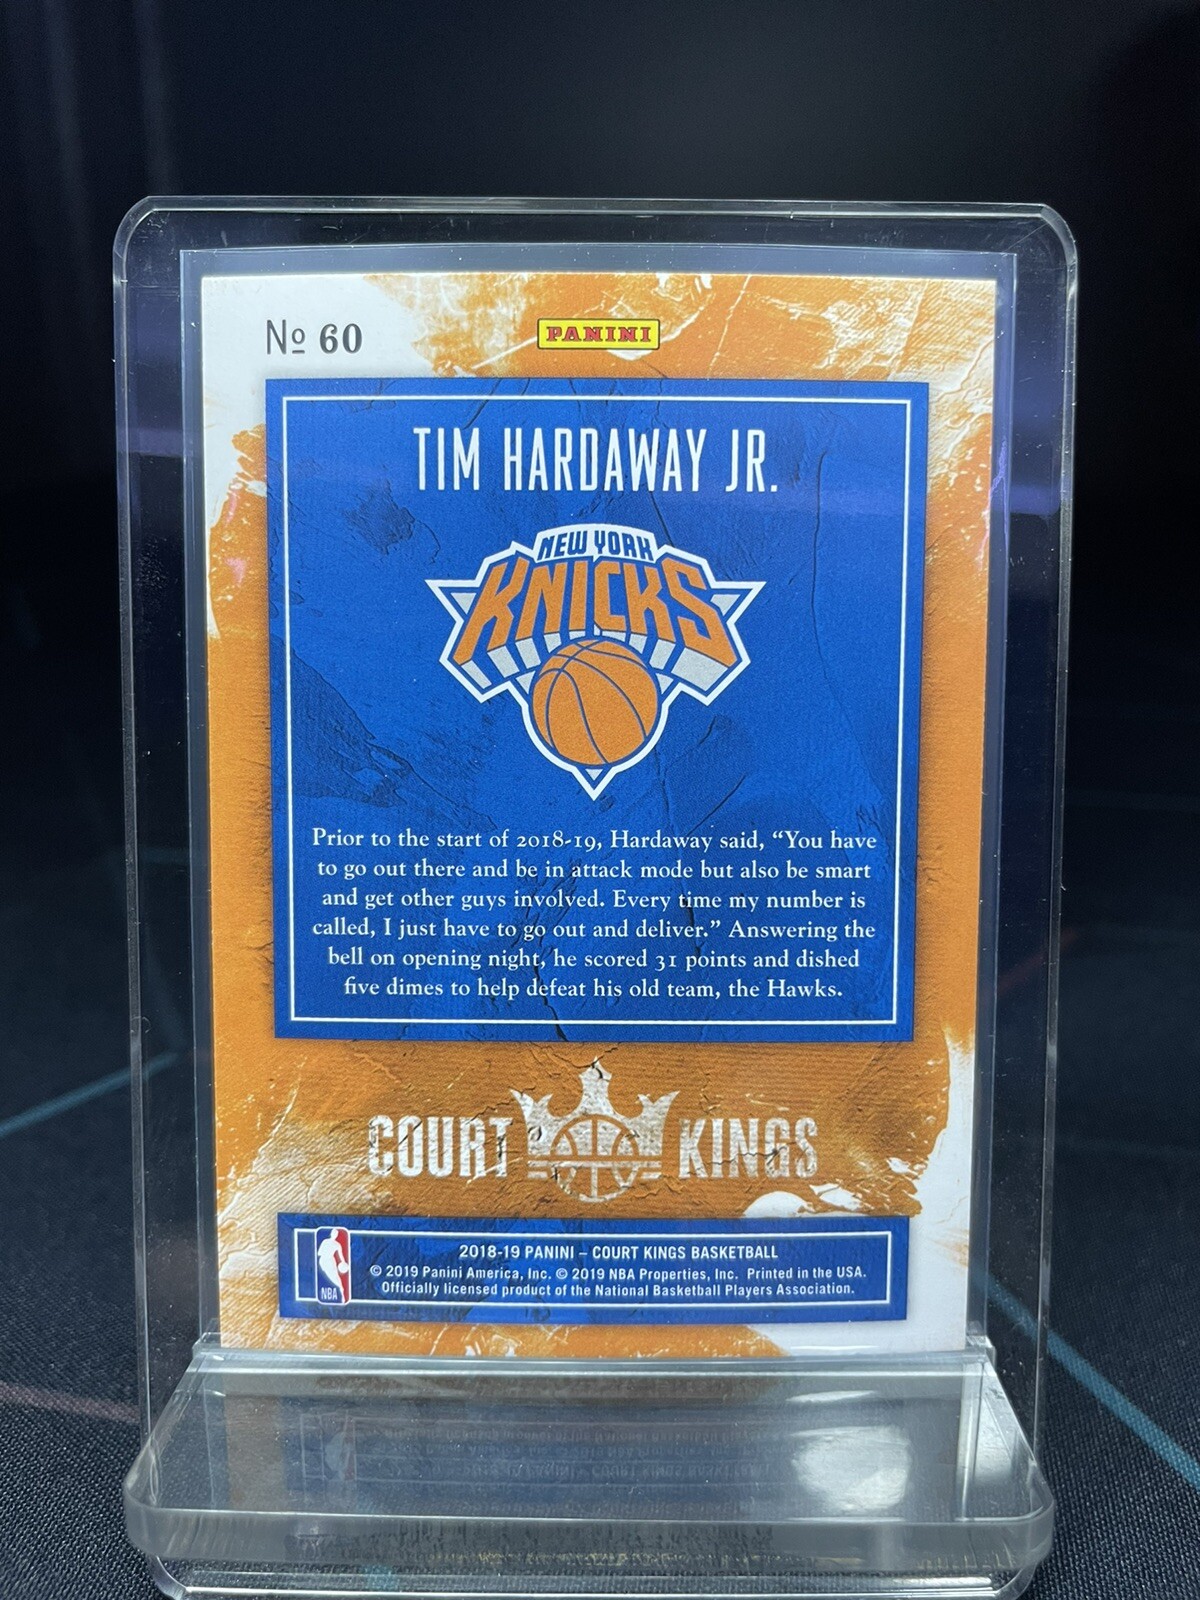 Nº 60
PANINI
TIM HARDAWAY JR.
NEW YORK
KNICKS
Prior to the start of 2018-19, Hardaway said, “You have
to go out there and be in attack mode but also be smart
and get other guys involved. Every time my number is
called, I just have to go out and deliver.” Answering the
bell on opening night, he scored 31 points and dished
five dimes to help defeat his old team, the Hawks.
COURT KINGS
NBA
2018-19 PANINI – COURT KINGS BASKETBALL
© 2019 Panini America, Inc. © 2019 NBA Properties, Inc. Printed in the USA.
Officially licensed product of the National Basketball Players Association.